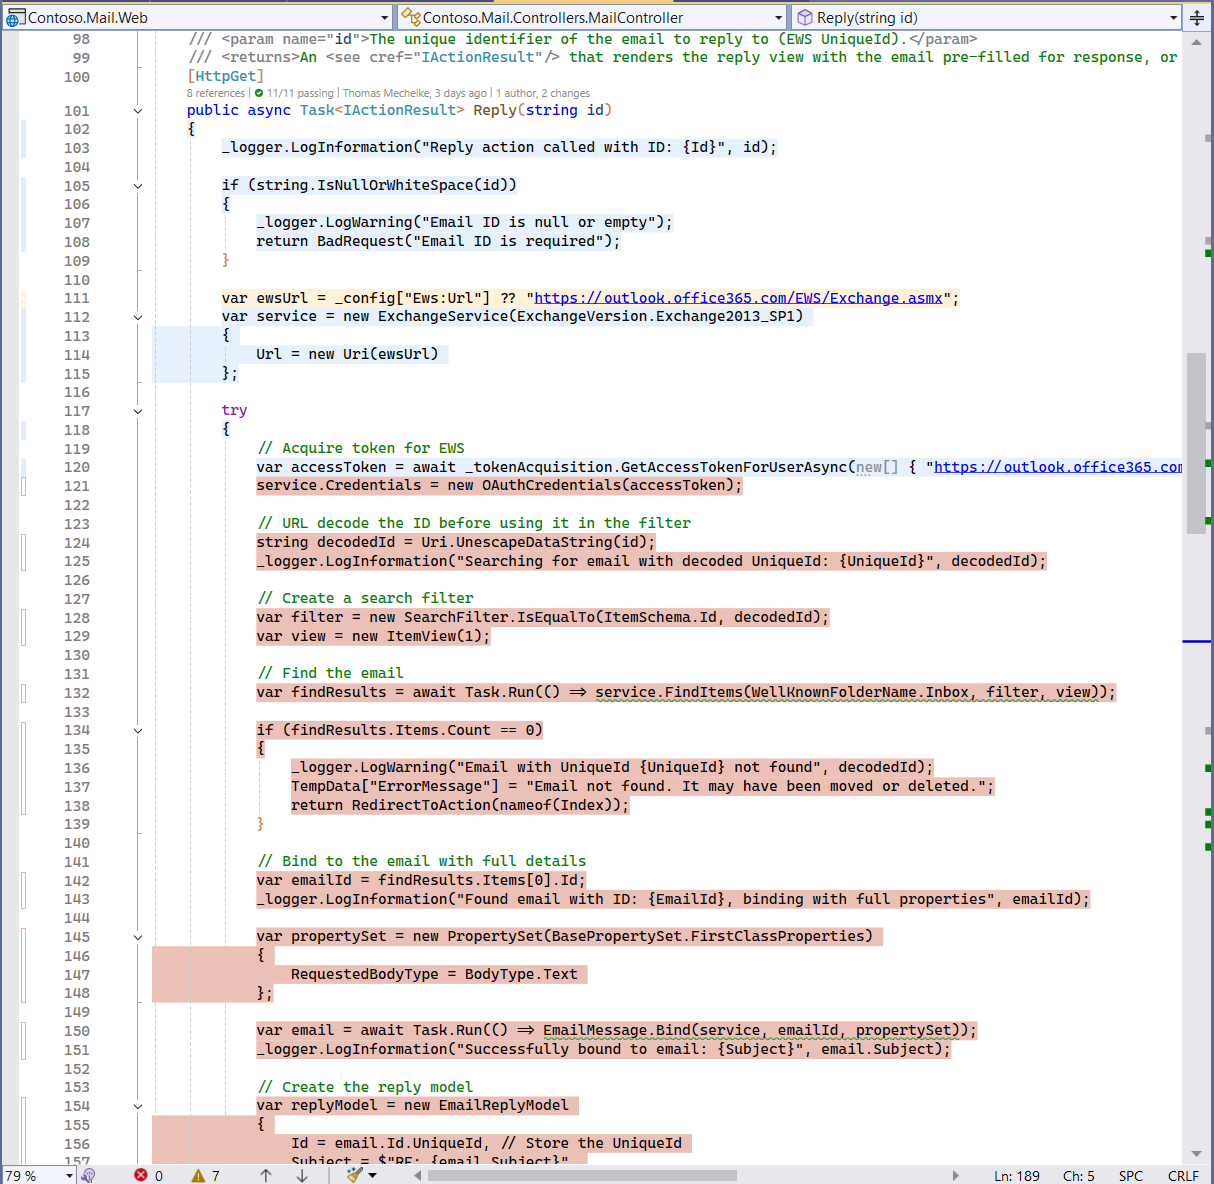 Contoso.Mail.Web Contoso.Mail.Controllers.MailController Reply(string id)
98 /// <param name="id">The unique identifier of the email to reply to (EWS UniqueId).</param>
99 /// <returns>An <see cref="IActionResult"/> that renders the reply view with the email pre-filled for response, or
100 [HttpGet]
8 references | 11/11 passing | Thomas Mechelke, 3 days ago | 1 author, 2 changes
101 public async Task<IActionResult> Reply(string id)
102 {
103 _logger.LogInformation("Reply action called with ID: {Id}", id);
104
105 if (string.IsNullOrWhiteSpace(id))
106 {
107 _logger.LogWarning("Email ID is null or empty");
108 return BadRequest("Email ID is required");
109 }
110
111 var ewsUrl = _config["Ews:Url"] ?? "https://outlook.office365.com/EWS/Exchange.asmx";
112 var service = new ExchangeService(ExchangeVersion.Exchange2013_SP1)
113 {
114 Url = new Uri(ewsUrl)
115 };
116
117 try
118 {
119 // Acquire token for EWS
120 var accessToken = await _tokenAcquisition.GetAccessTokenForUserAsync(new[] { "https://outlook.office365.com
121 service.Credentials = new OAuthCredentials(accessToken);
122
123 // URL decode the ID before using it in the filter
124 string decodedId = Uri.UnescapeDataString(id);
125 _logger.LogInformation("Searching for email with decoded UniqueId: {UniqueId}", decodedId);
126
127 // Create a search filter
128 var filter = new SearchFilter.IsEqualTo(ItemSchema.Id, decodedId);
129 var view = new ItemView(1);
130
131 // Find the email
132 var findResults = await Task.Run(() => service.FindItems(WellKnownFolderName.Inbox, filter, view));
133
134 if (findResults.Items.Count == 0)
135 {
136 _logger.LogWarning("Email with UniqueId {UniqueId} not found", decodedId);
137 TempData["ErrorMessage"] = "Email not found. It may have been moved or deleted.";
138 return RedirectToAction(nameof(Index));
139 }
140
141 // Bind to the email with full details
142 var emailId = findResults.Items[0].Id;
143 _logger.LogInformation("Found email with ID: {EmailId}, binding with full properties", emailId);
144
145 var propertySet = new PropertySet(BasePropertySet.FirstClassProperties)
146 {
147 RequestedBodyType = BodyType.Text
148 };
149
150 var email = await Task.Run(() => EmailMessage.Bind(service, emailId, propertySet));
151 _logger.LogInformation("Successfully bound to email: {Subject}", email.Subject);
152
153 // Create the reply model
154 var replyModel = new EmailReplyModel
155 {
156 Id = email.Id.UniqueId, // Store the UniqueId
157 Subject = $"RE: {email.Subject}"
79 % 0 7 Ln: 189 Ch: 5 SPC CRLF